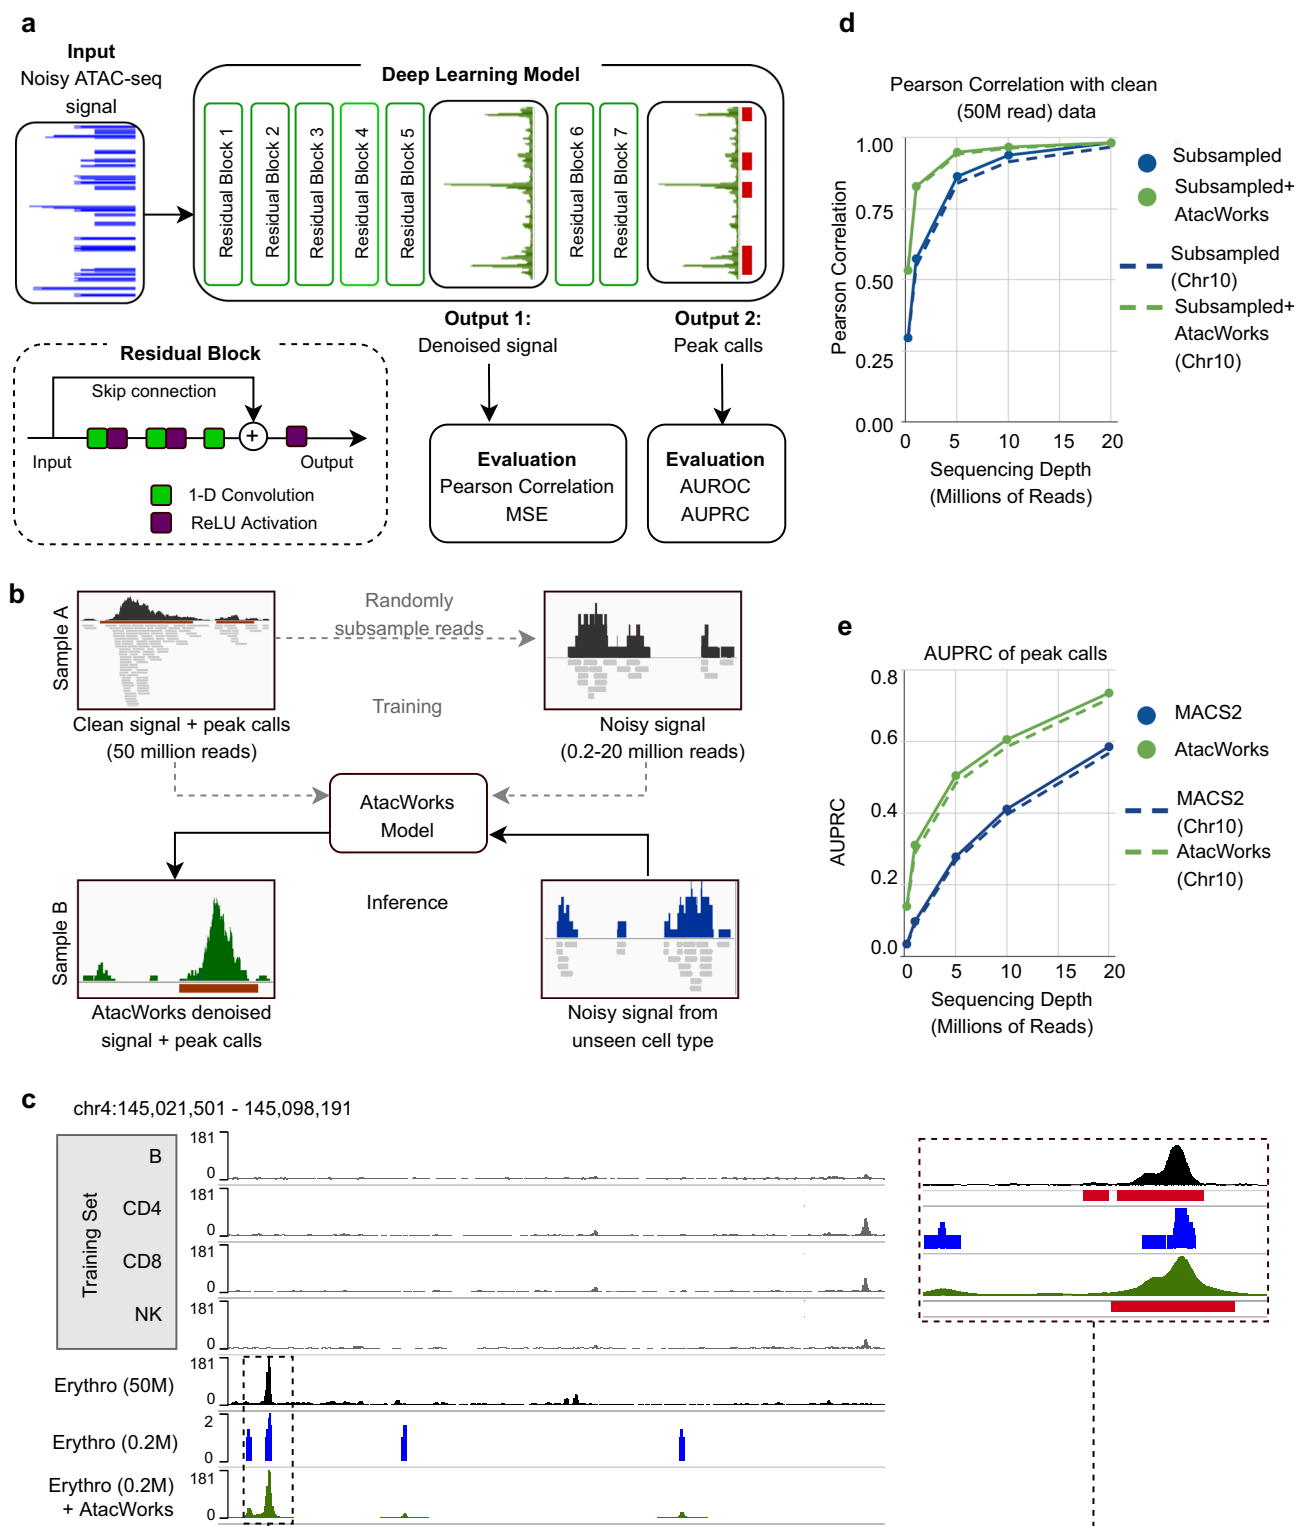 a
Input
Noisy ATAC-seq
signal
Deep Learning Model
Residual Block 1
Residual Block 2
Residual Block 3
Residual Block 4
Residual Block 5
Residual Block 6
Residual Block 7
Output 1:
Denoised signal
Output 2:
Peak calls
Residual Block
Skip connection
+
Input
Output
1-D Convolution
ReLU Activation
Evaluation
Pearson Correlation
MSE
Evaluation
AUROC
AUPRC
b
Sample A
Randomly
subsample reads
Training
Clean signal + peak calls
(50 million reads)
Noisy signal
(0.2-20 million reads)
AtacWorks
Model
Inference
Sample B
AtacWorks denoised
signal + peak calls
Noisy signal from
unseen cell type
c
chr4:145,021,501 - 145,098,191
Training Set
B
181
0
CD4
181
0
CD8
181
0
NK
181
0
Erythro (50M)
181
0
Erythro (0.2M)
2
0
Erythro (0.2M)
+ AtacWorks
181
0
d
Pearson Correlation with clean
(50M read) data
Pearson Correlation
1.00
0.75
0.50
0.25
0.00
0
5
10
15
20
Sequencing Depth
(Millions of Reads)
Subsampled
Subsampled+
AtacWorks
Subsampled
(Chr10)
Subsampled+
AtacWorks
(Chr10)
e
AUPRC of peak calls
AUPRC
0.8
0.6
0.4
0.2
0.0
0
5
10
15
20
Sequencing Depth
(Millions of Reads)
MACS2
AtacWorks
MACS2
(Chr10)
AtacWorks
(Chr10)